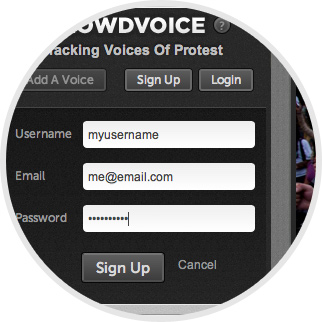 OWDVOICE ?
acking Voices Of Protest
Add A Voice Sign Up Login
Username myusername
Email me@email.com
Password ••••••••••
Sign Up Cancel